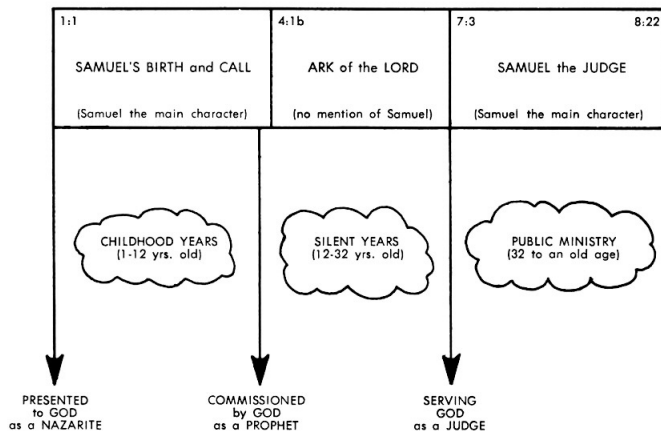 1:1
4:1b
7:3
8:22
SAMUEL'S BIRTH and CALL
ARK of the LORD
SAMUEL the JUDGE
(Samuel the main character)
(no mention of Samuel)
(Samuel the main character)
CHILDHOOD YEARS
(1-12 yrs. old)
SILENT YEARS
(12-32 yrs. old)
PUBLIC MINISTRY
(32 to an old age)
PRESENTED
to GOD
as a NAZARITE
COMMISSIONED
by GOD
as a PROPHET
SERVING
GOD
as a JUDGE